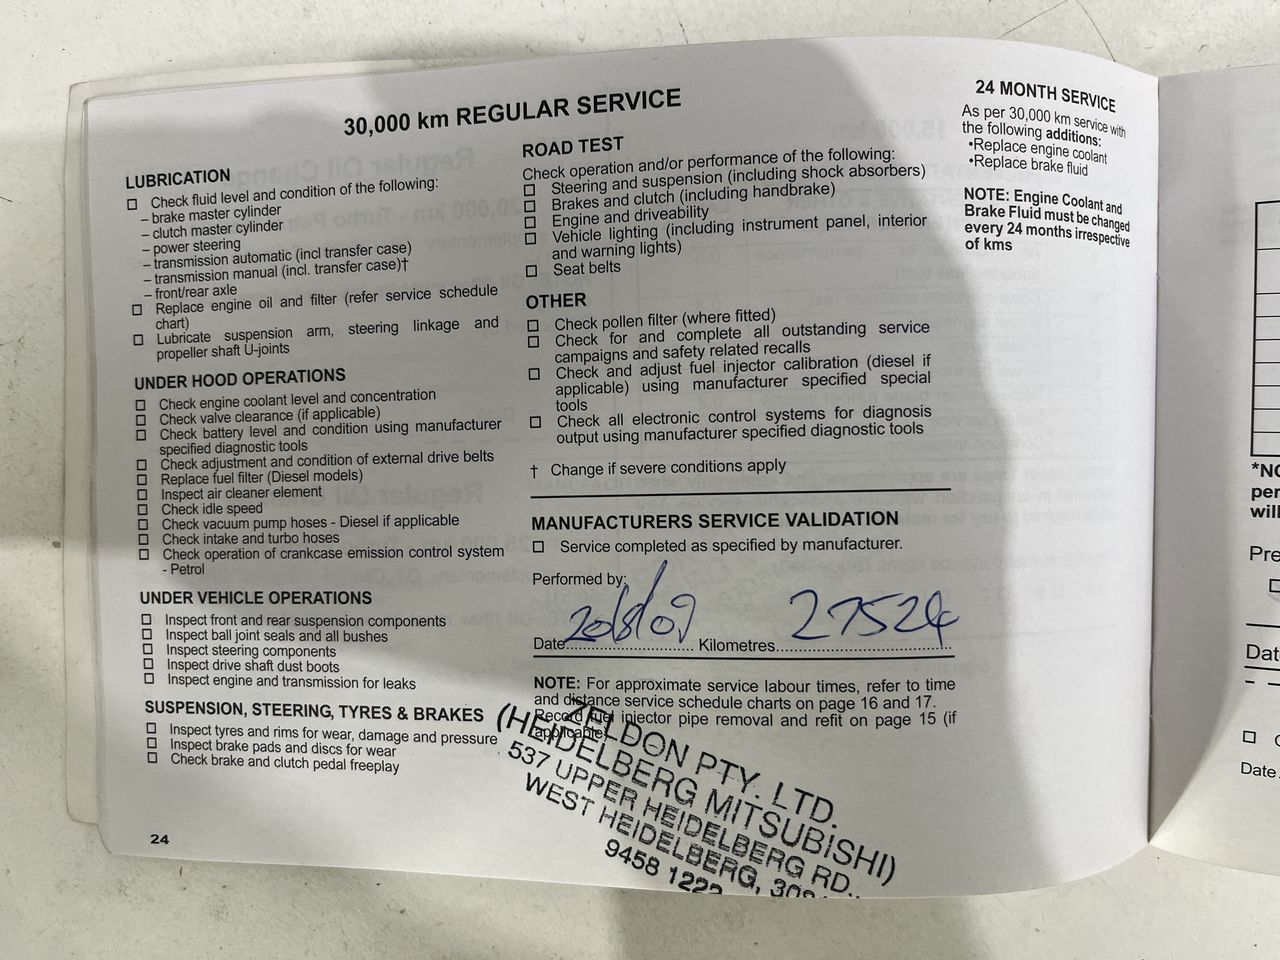 30,000 km REGULAR SERVICE
LUBRICATION
Check fluid level and condition of the following:
– brake master cylinder
– clutch master cylinder
– power steering
– transmission automatic (incl transfer case)
– transmission manual (incl. transfer case)†
– front/rear axle
Replace engine oil and filter (refer service schedule
chart)
Lubricate suspension arm, steering linkage and
propeller shaft U-joints
UNDER HOOD OPERATIONS
Check engine coolant level and concentration
Check valve clearance (if applicable)
Check battery level and condition using manufacturer
specified diagnostic tools
Check adjustment and condition of external drive belts
Replace fuel filter (Diesel models)
Inspect air cleaner element
Check idle speed
Check vacuum pump hoses - Diesel if applicable
Check intake and turbo hoses
Check operation of crankcase emission control system
- Petrol
UNDER VEHICLE OPERATIONS
Inspect front and rear suspension components
Inspect ball joint seals and all bushes
Inspect steering components
Inspect drive shaft dust boots
Inspect engine and transmission for leaks
SUSPENSION, STEERING, TYRES & BRAKES
Inspect tyres and rims for wear, damage and pressure
Inspect brake pads and discs for wear
Check brake and clutch pedal freeplay
24
ROAD TEST
Check operation and/or performance of the following:
Steering and suspension (including shock absorbers)
Brakes and clutch (including handbrake)
Engine and driveability
Vehicle lighting (including instrument panel, interior
and warning lights)
Seat belts
OTHER
Check pollen filter (where fitted)
Check for and complete all outstanding service
campaigns and safety related recalls
Check and adjust fuel injector calibration (diesel if
applicable) using manufacturer specified special
tools
Check all electronic control systems for diagnosis
output using manufacturer specified diagnostic tools
† Change if severe conditions apply
MANUFACTURERS SERVICE VALIDATION
Service completed as specified by manufacturer.
Performed by:
Date 20/8/09 Kilometres 27524
NOTE: For approximate service labour times, refer to time
and distance service schedule charts on page 16 and 17.
Record fuel injector pipe removal and refit on page 15 (if
applicable)
ZELDON PTY. LTD.
(HEIDELBERG MITSUBISHI)
537 UPPER HEIDELBERG RD.,
WEST HEIDELBERG,
9458 1222
24 MONTH SERVICE
As per 30,000 km service with
the following additions:
•Replace engine coolant
•Replace brake fluid
NOTE: Engine Coolant and
Brake Fluid must be changed
every 24 months irrespective
of kms